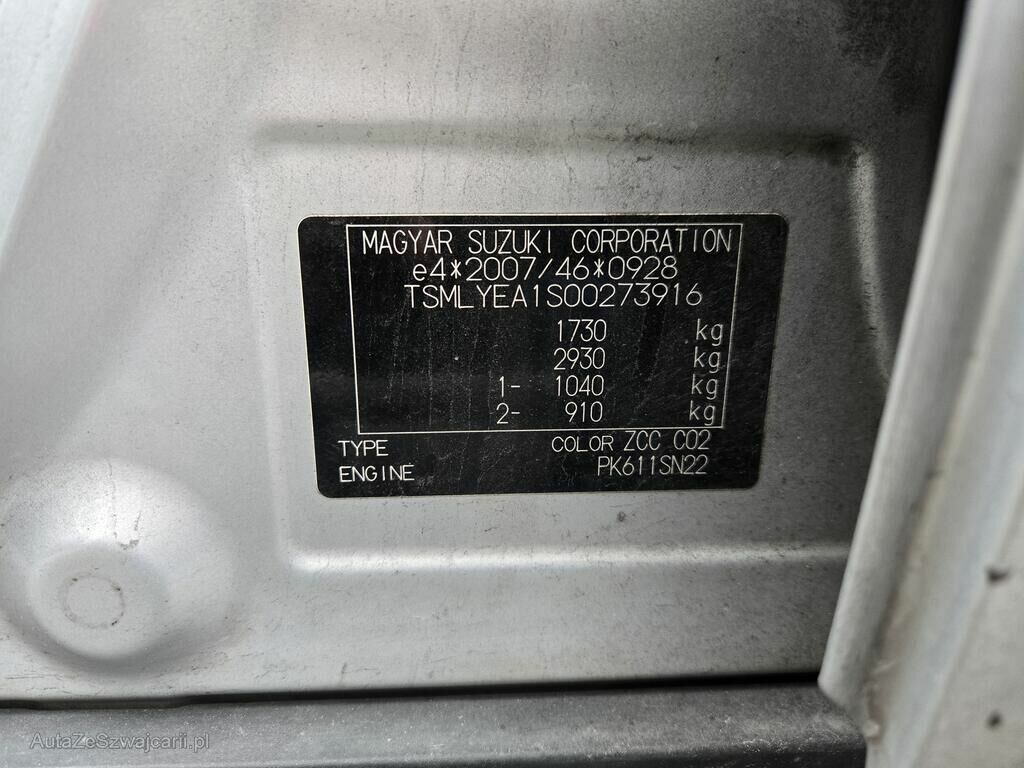 MAGYAR SUZUKI CORPORATION
e4*2007/46*0928
TSMLYEA1S00273916
1730 kg
2930 kg
1- 1040 kg
2- 910 kg
TYPE COLOR ZCC C02
ENGINE PK611SN22
AutaZeSzwajcarii.pl